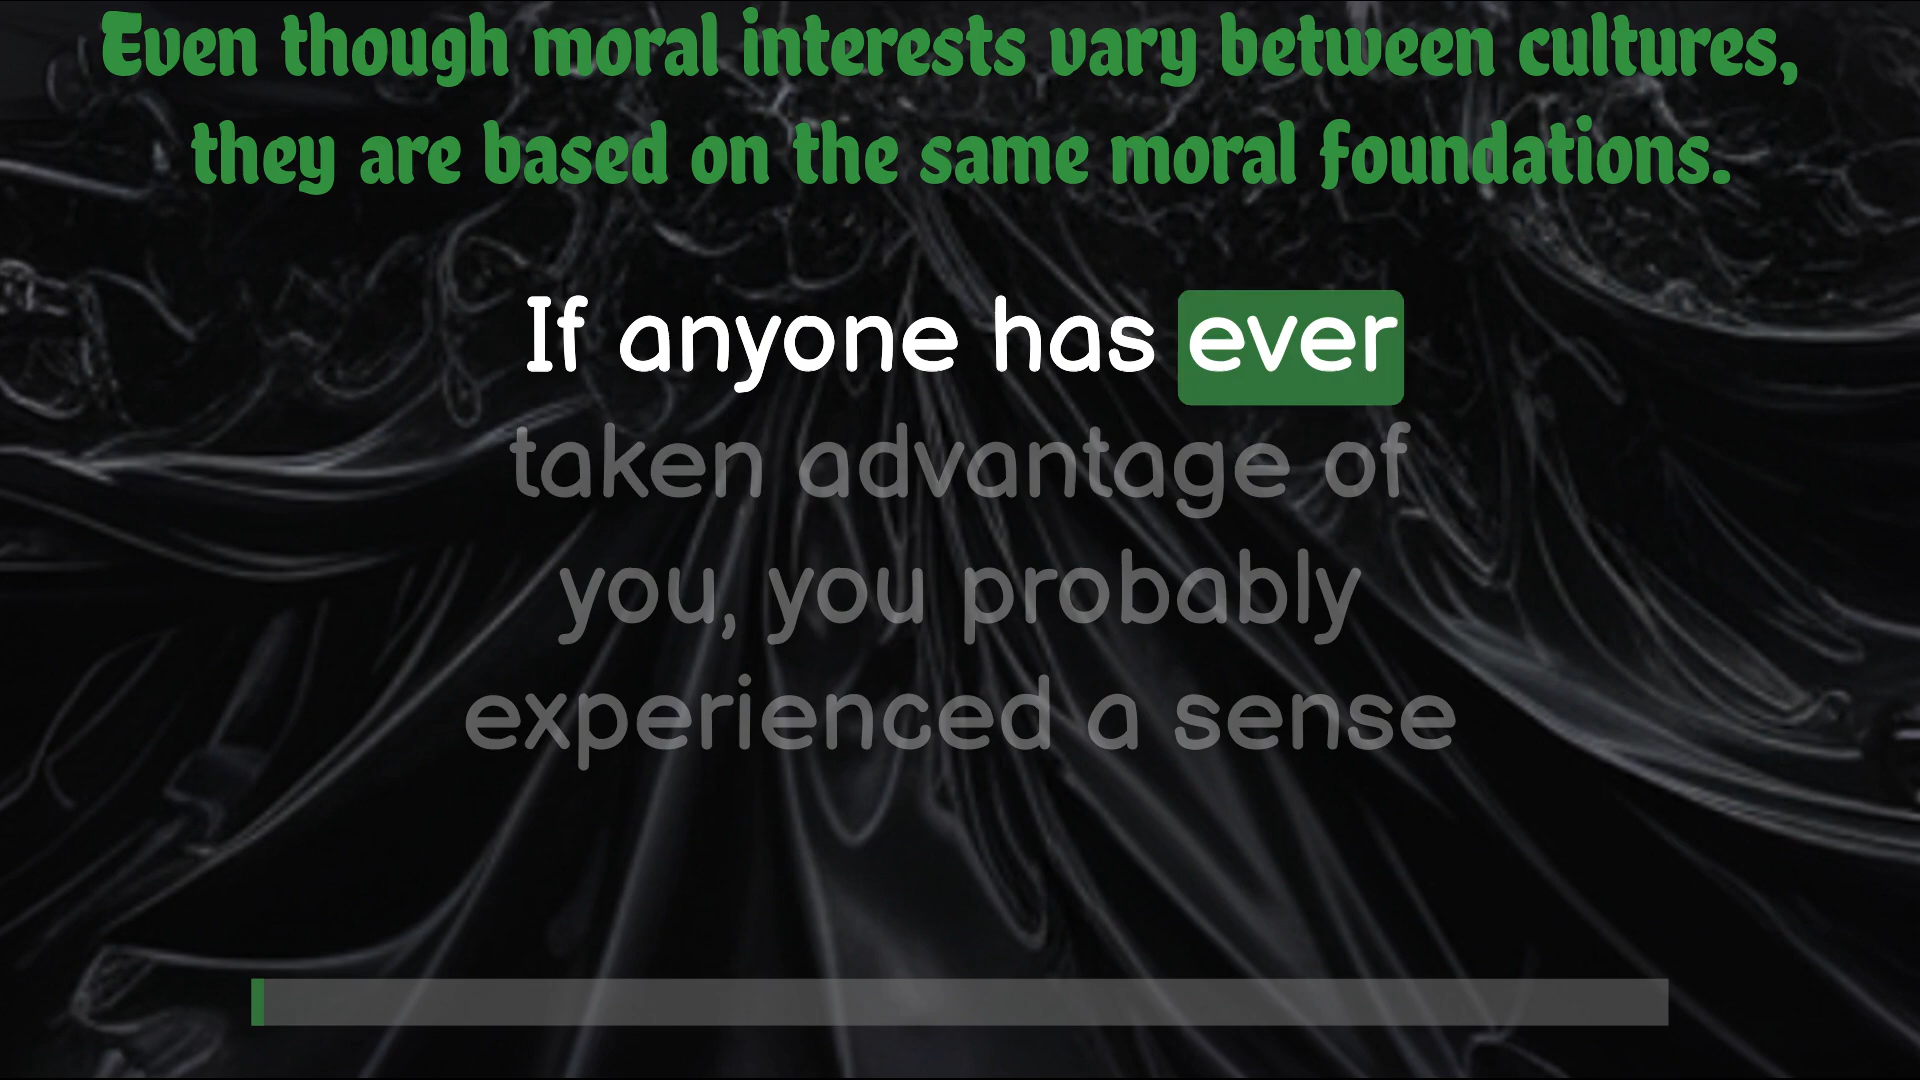 Even though moral interests vary between cultures,
they are based on the same moral foundations.
If anyone has ever
taken advantage of
you, you probably
experienced a sense